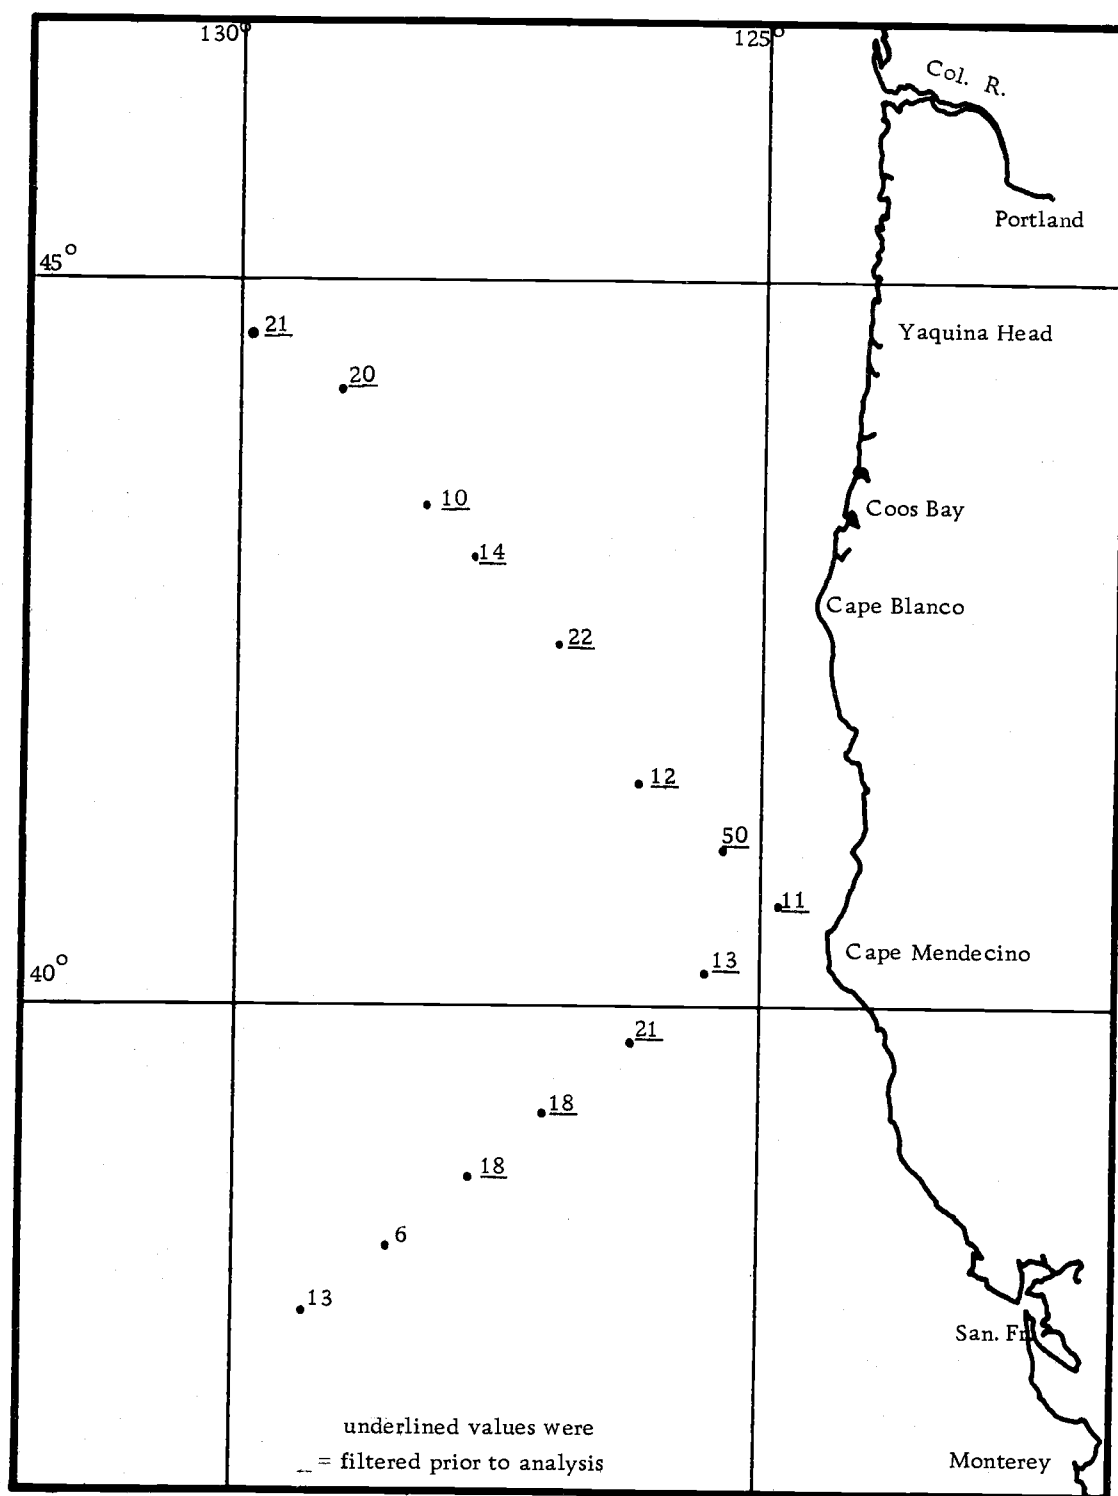 130° 125°
Col. R.
Portland
45°
21
Yaquina Head
20
10
Coos Bay
14
Cape Blanco
22
12
50
11
Cape Mendecino
13
40°
21
18
18
6
13
San. Fr.
underlined values were
_ = filtered prior to analysis
Monterey